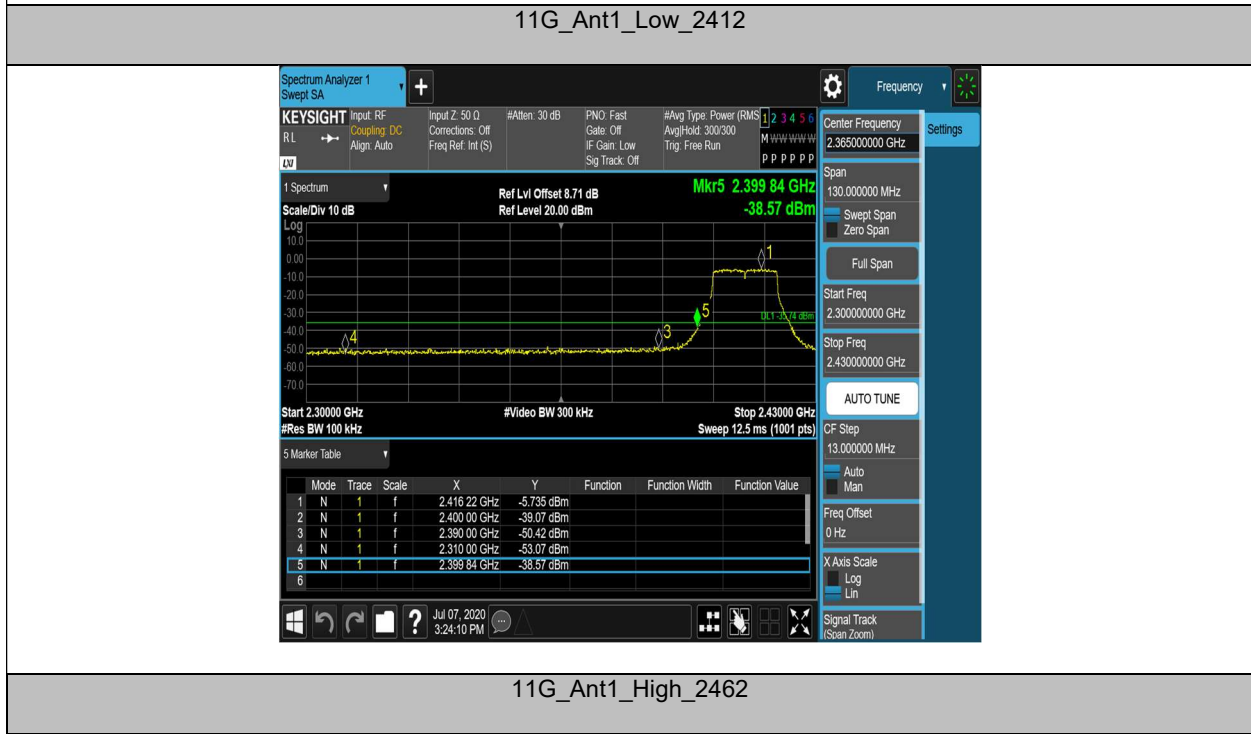 11G_Ant1_Low_2412
Spectrum Analyzer 1
Swept SA
Frequency
KEYSIGHT
RL
LXI
Input: RF
Coupling: DC
Align: Auto
Input Z: 50 Ω
Corrections: Off
Freq Ref: Int (S)
#Atten: 30 dB
PNO: Fast
Gate: Off
IF Gain: Low
Sig Track: Off
#Avg Type: Power (RMS
Avg|Hold: 300/300
Trig: Free Run
1 2 3 4 5 6
M W W W W W
P P P P P P
1 Spectrum
Scale/Div 10 dB
Ref Lvl Offset 8.71 dB
Ref Level 20.00 dBm
Mkr5 2.399 84 GHz
-38.57 dBm
Log
10.0
0.00
-10.0
-20.0
-30.0
-40.0
-50.0
-60.0
-70.0
1
5
3
4
DL1 -35.74 dBm
Start 2.30000 GHz
#Res BW 100 kHz
#Video BW 300 kHz
Stop 2.43000 GHz
Sweep 12.5 ms (1001 pts)
5 Marker Table
Mode Trace Scale X Y Function Function Width Function Value
1 N 1 f 2.416 22 GHz -5.735 dBm
2 N 1 f 2.400 00 GHz -39.07 dBm
3 N 1 f 2.390 00 GHz -50.42 dBm
4 N 1 f 2.310 00 GHz -53.07 dBm
5 N 1 f 2.399 84 GHz -38.57 dBm
6
?
Jul 07, 2020
3:24:10 PM
Center Frequency
2.365000000 GHz
Settings
Span
130.000000 MHz
Swept Span
Zero Span
Full Span
Start Freq
2.300000000 GHz
Stop Freq
2.430000000 GHz
AUTO TUNE
CF Step
13.000000 MHz
Auto
Man
Freq Offset
0 Hz
X Axis Scale
Log
Lin
Signal Track
(Span Zoom)
11G_Ant1_High_2462